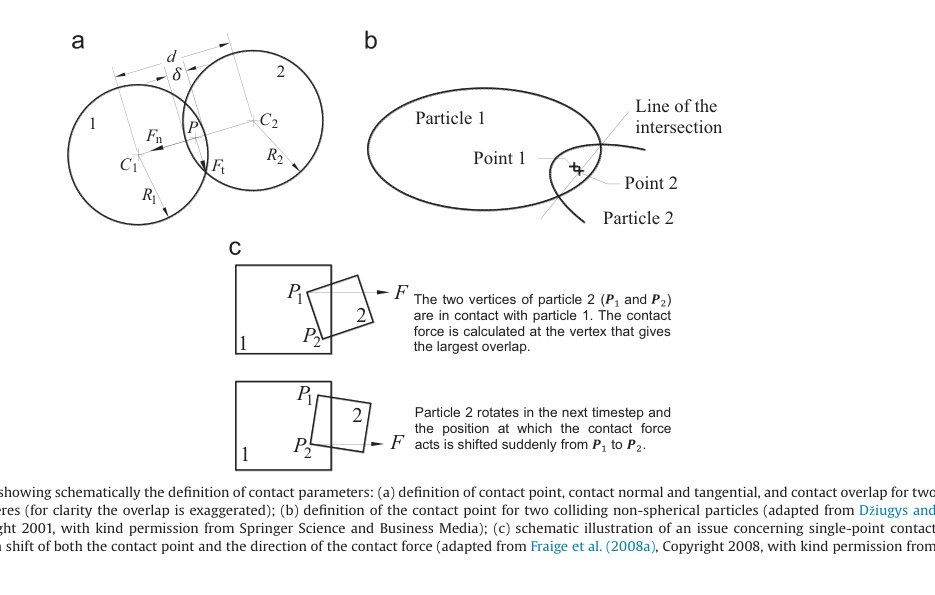 a
b
d
δ
1
2
P
C2
Fn
C1
Ft
R2
R1
Particle 1
Line of the
intersection
Point 1
Point 2
Particle 2
c
P1
F
2
P2
1
The two vertices of particle 2 (P1 and P2)
are in contact with particle 1. The contact
force is calculated at the vertex that gives
the largest overlap.
P1
2
P2
F
1
Particle 2 rotates in the next timestep and
the position at which the contact force
acts is shifted suddenly from P1 to P2.
showing schematically the definition of contact parameters: (a) definition of contact point, contact normal and tangential, and contact overlap for two
res (for clarity the overlap is exaggerated); (b) definition of the contact point for two colliding non-spherical particles (adapted from Džiugys and
ght 2001, with kind permission from Springer Science and Business Media); (c) schematic illustration of an issue concerning single-point contact
shift of both the contact point and the direction of the contact force (adapted from Fraige et al. (2008a), Copyright 2008, with kind permission from